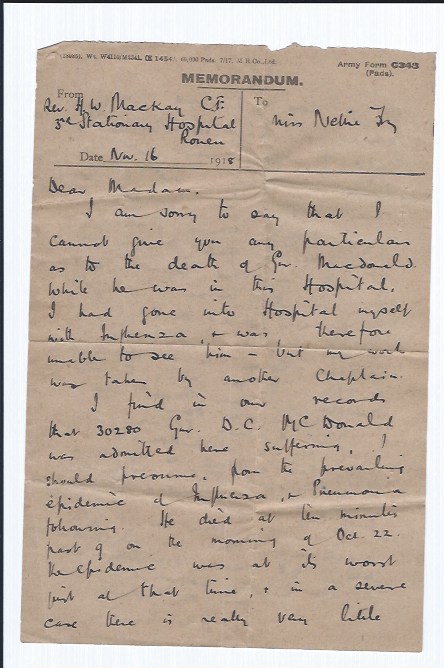 Wt. W4110/M1261. 1X 1454. 60,000 Pads. 7/17. M.R.Co.,Ltd.
Army Form C348
(Pads).
MEMORANDUM.
From
Rev. H. W. Mackay C.F.
3rd Stationary Hospital
Rouen
To
Miss Nellie
Date Nov. 16 1918
Dear Madam.
I am sorry to say that I
cannot give you any particulars
as to the death of Gnr. Macdonald
while he was in this Hospital.
I had gone into Hospital myself
with Influenza, & was therefore
unable to see him - but my work
was taken by another Chaplain.
I find in our records
that 30280 Gnr. D. C. McDonald
was admitted here suffering, I
should presume, from the prevailing
epidemic of Influenza, & Pneumonia
following. He died at ten minutes
past 9 on the morning of Oct. 22.
The Epidemic was at its worst
just at that time, & in a severe
case there is really very little